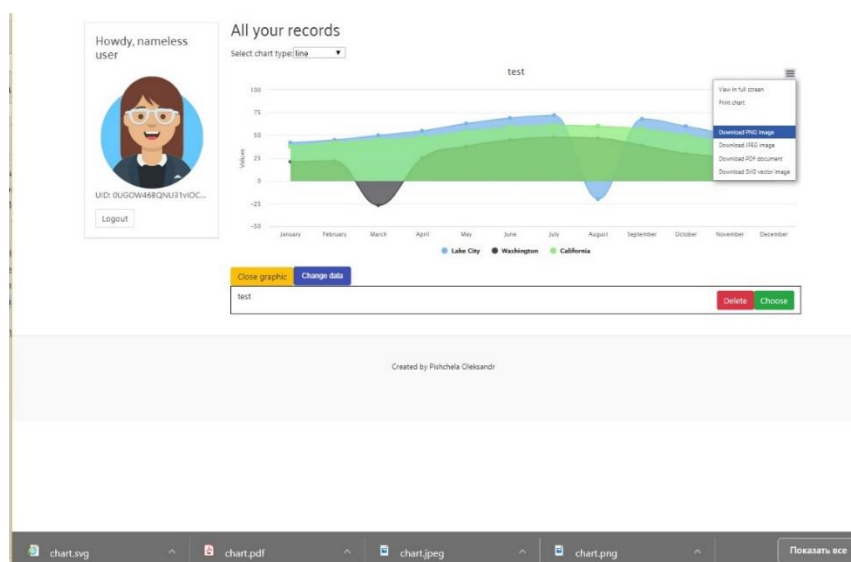 Howdy, nameless
user
UID: 0UGOW468QNU31vIOC...
Logout
All your records
Select chart type: line
test
Values
100
75
50
25
0
-25
-50
January February March April May June July August September October November December
Lake City Washington California
View in full screen
Print chart
Download PNG image
Download JPEG image
Download PDF document
Download SVG vector image
Close graphic Change data
test
Delete Choose
Created by Pishchela Oleksandr
chart.svg chart.pdf chart.jpeg chart.png Показать все